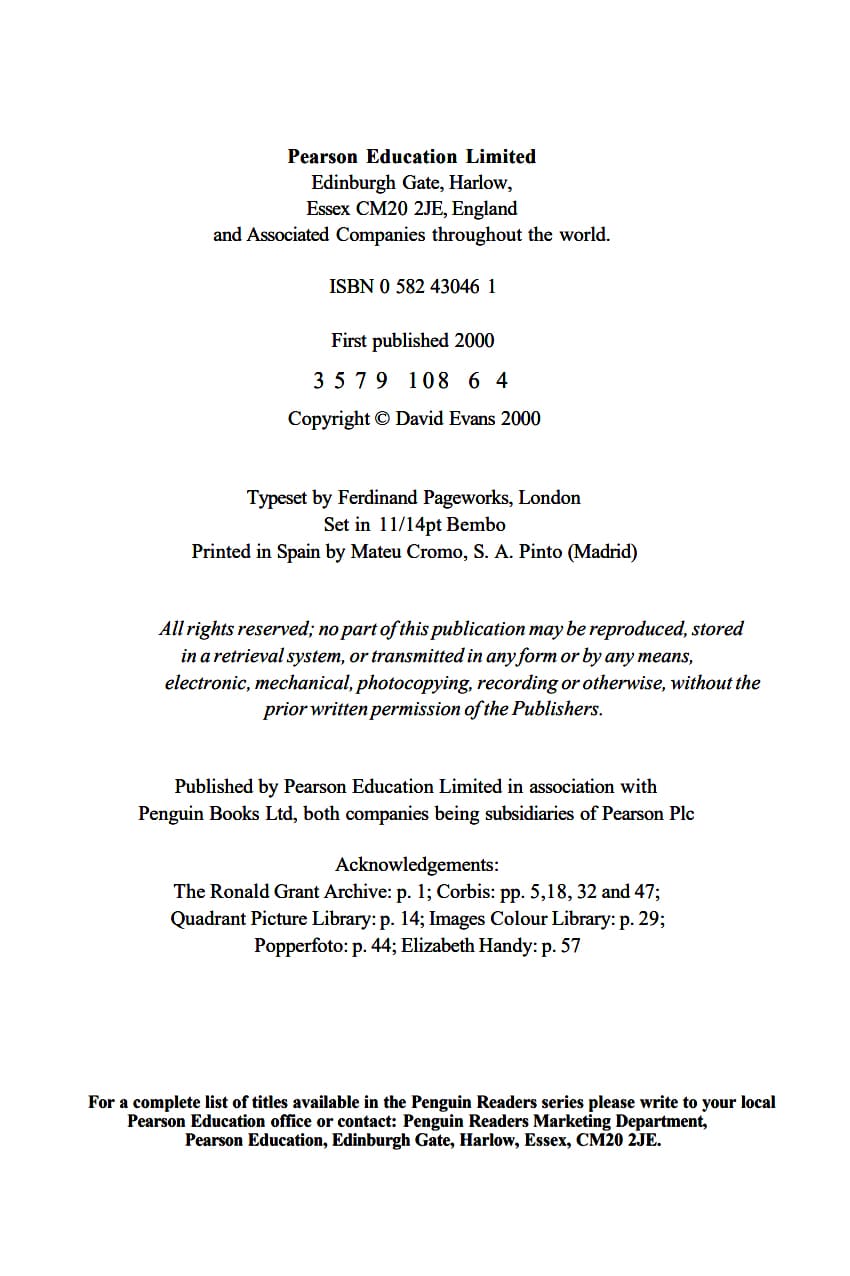 Pearson Education Limited
Edinburgh Gate, Harlow,
Essex CM20 2JE, England
and Associated Companies throughout the world.
ISBN 0 582 43046 1
First published 2000
3 5 7 9 108 6 4
Copyright © David Evans 2000
Typeset by Ferdinand Pageworks, London
Set in 11/14pt Bembo
Printed in Spain by Mateu Cromo, S. A. Pinto (Madrid)
All rights reserved; no part of this publication may be reproduced, stored
in a retrieval system, or transmitted in any form or by any means,
electronic, mechanical, photocopying, recording or otherwise, without the
prior written permission of the Publishers.
Published by Pearson Education Limited in association with
Penguin Books Ltd, both companies being subsidiaries of Pearson Plc
Acknowledgements:
The Ronald Grant Archive: p. 1; Corbis: pp. 5,18, 32 and 47;
Quadrant Picture Library: p. 14; Images Colour Library: p. 29;
Popperfoto: p. 44; Elizabeth Handy: p. 57
For a complete list of titles available in the Penguin Readers series please write to your local
Pearson Education office or contact: Penguin Readers Marketing Department,
Pearson Education, Edinburgh Gate, Harlow, Essex, CM20 2JE.